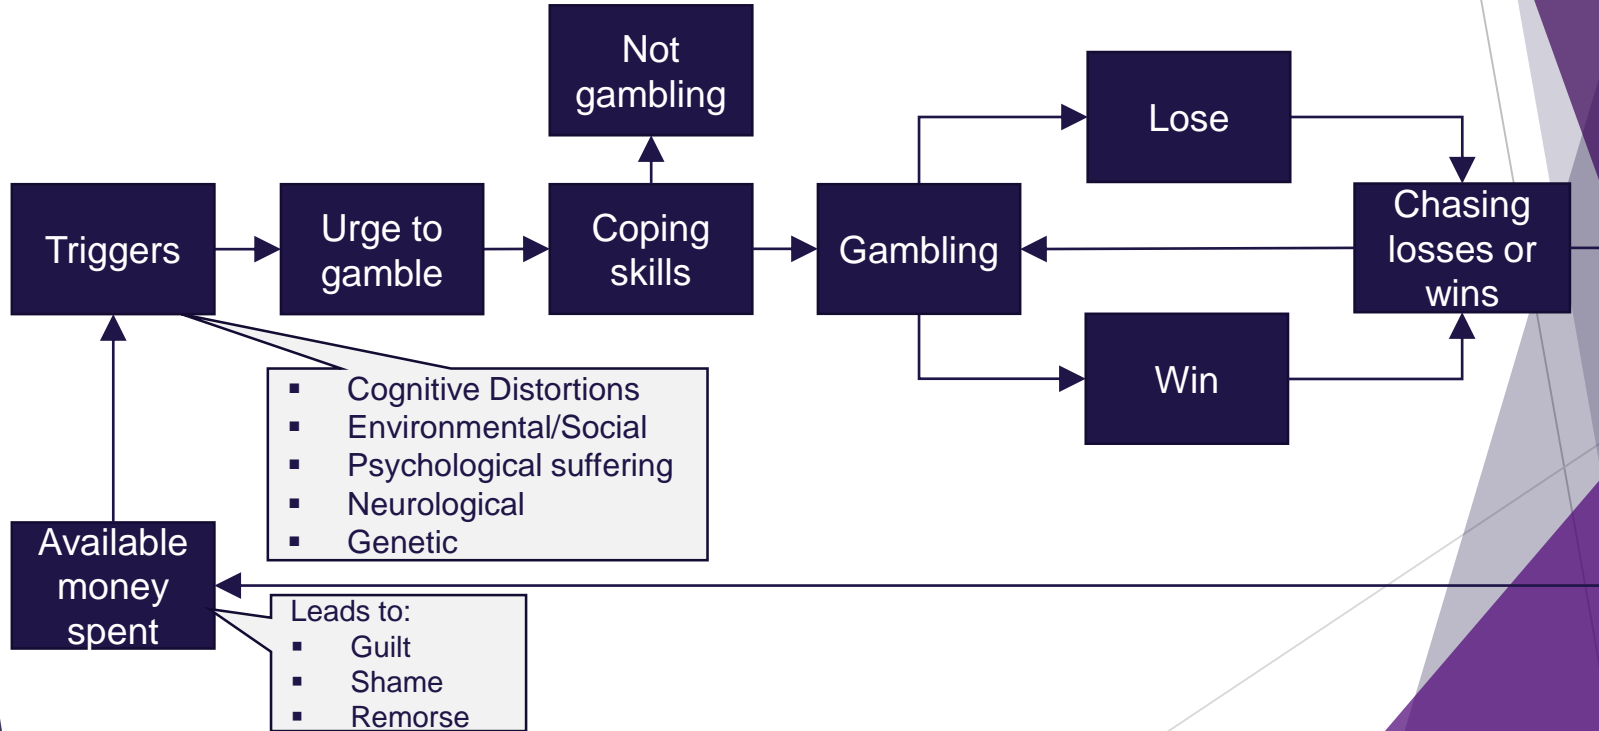 Not
gambling
Lose
Triggers
Urge to
gamble
Coping
skills
Gambling
Chasing
losses or
wins
Win
▪ Cognitive Distortions
▪ Environmental/Social
▪ Psychological suffering
▪ Neurological
▪ Genetic
Available
money
spent
Leads to:
▪ Guilt
▪ Shame
▪ Remorse